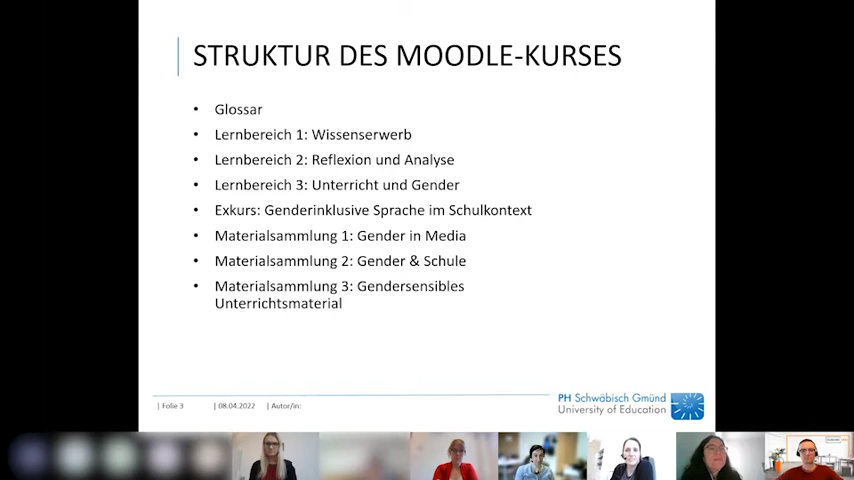 STRUKTUR DES MOODLE-KURSES
• Glossar
• Lernbereich 1: Wissenserwerb
• Lernbereich 2: Reflexion und Analyse
• Lernbereich 3: Unterricht und Gender
• Exkurs: Genderinklusive Sprache im Schulkontext
• Materialsammlung 1: Gender in Media
• Materialsammlung 2: Gender & Schule
• Materialsammlung 3: Gendersensibles
Unterrichtsmaterial
| Folie 3 | 08.04.2022 | Autor/in:
PH Schwäbisch Gmünd
University of Education